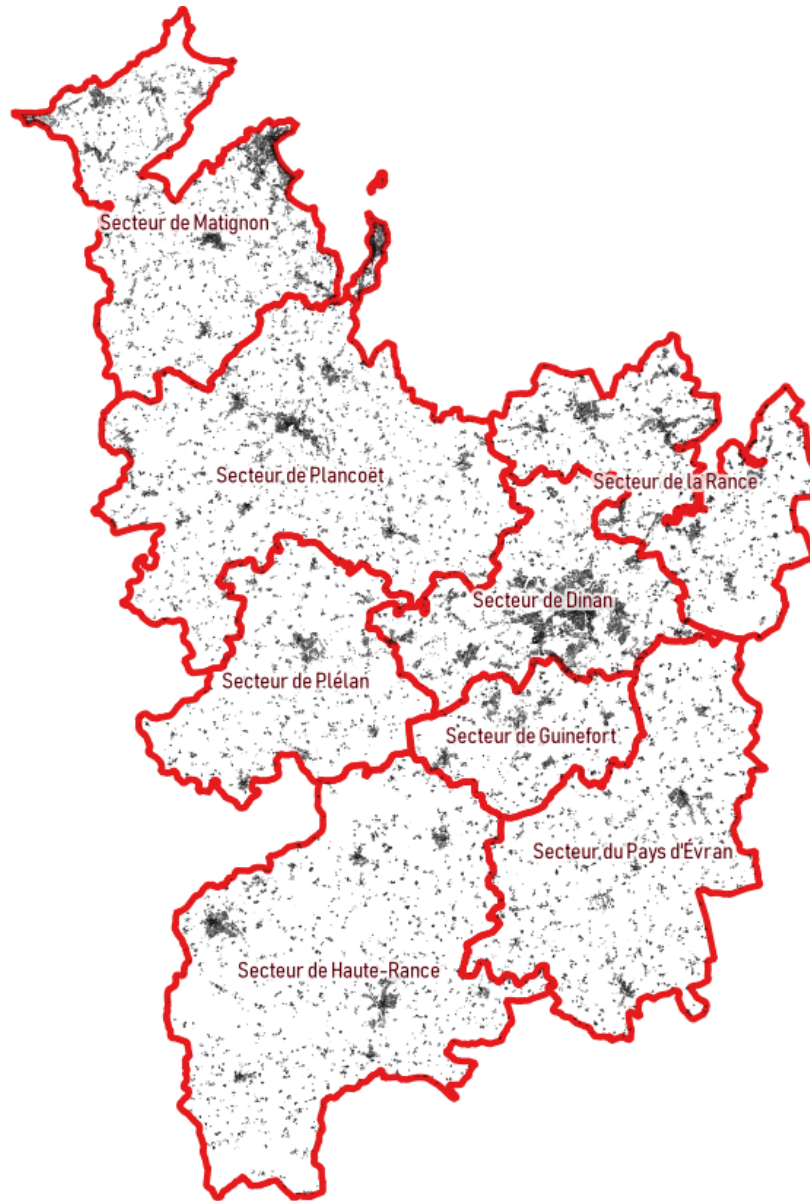 Secteur de Matignon
Secteur de Plancoët
Secteur de la Rance
Secteur de Dinan
Secteur de Plélan
Secteur de Guinefort
Secteur du Pays d'Évran
Secteur de Haute-Rance